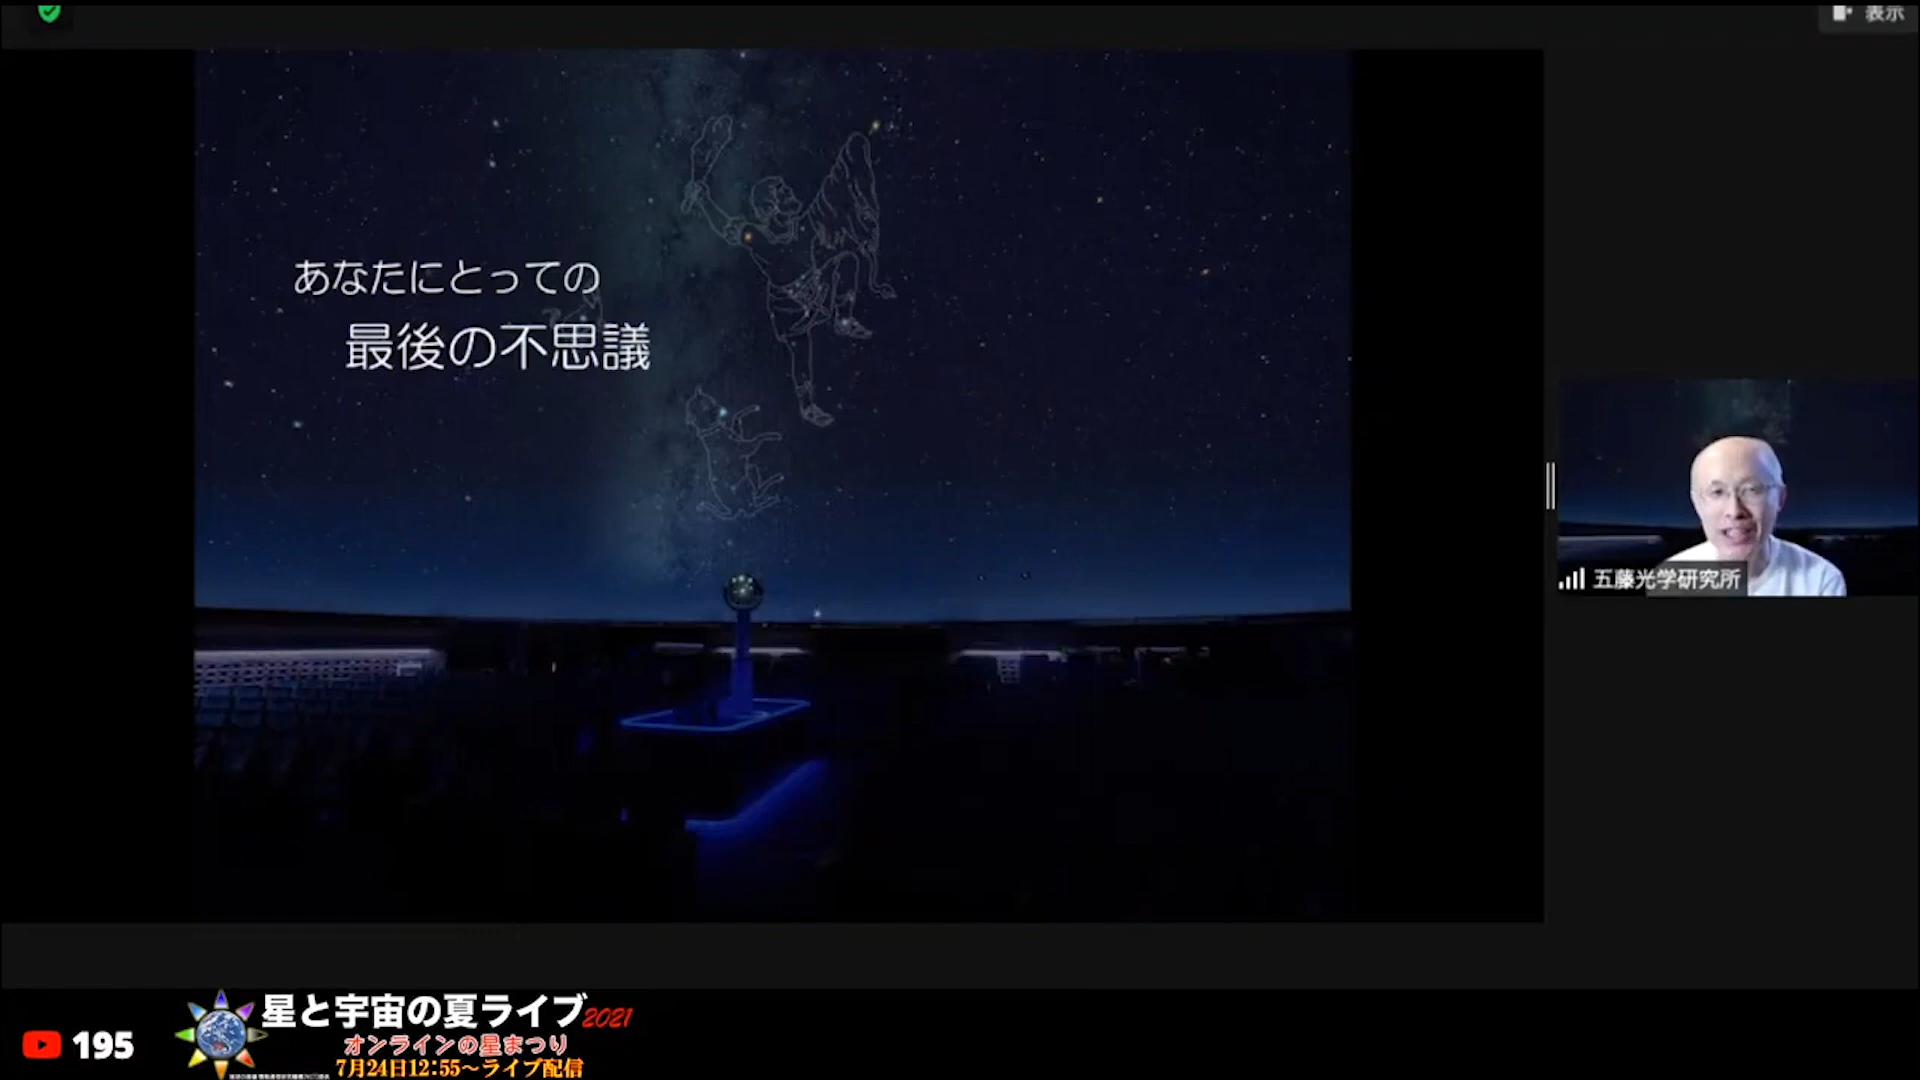 表示
あなたにとっての
最後の不思議
五藤光学研究所
195
星と宇宙の夏ライブ2021
オンラインの星まつり
7月24日12:55～ライブ配信